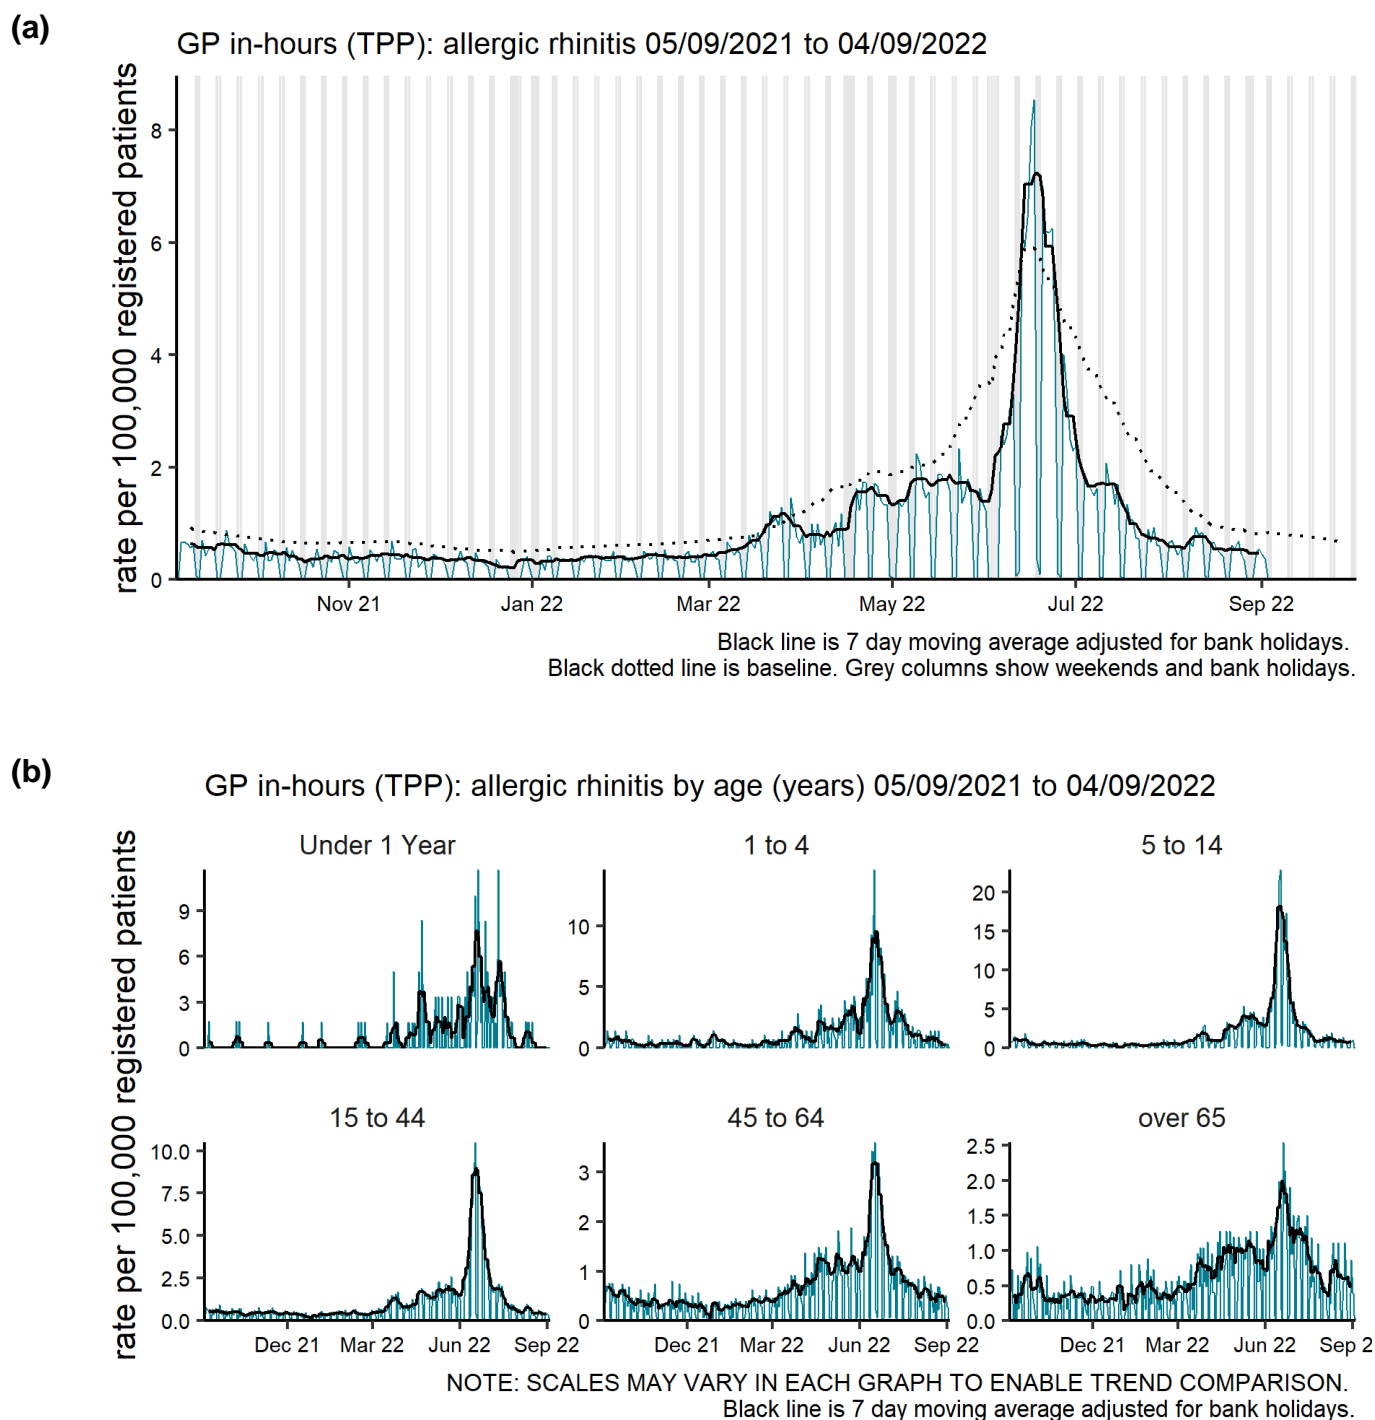 (a)
GP in-hours (TPP): allergic rhinitis 05/09/2021 to 04/09/2022
rate per 100,000 registered patients
8
6
4
2
0
Nov 21 Jan 22 Mar 22 May 22 Jul 22 Sep 22
Black line is 7 day moving average adjusted for bank holidays.
Black dotted line is baseline. Grey columns show weekends and bank holidays.
(b)
GP in-hours (TPP): allergic rhinitis by age (years) 05/09/2021 to 04/09/2022
rate per 100,000 registered patients
Under 1 Year
9
6
3
0
1 to 4
10
5
0
5 to 14
20
15
10
5
0
15 to 44
10.0
7.5
5.0
2.5
0.0
Dec 21 Mar 22 Jun 22 Sep 22
45 to 64
3
2
1
0
Dec 21 Mar 22 Jun 22 Sep 22
over 65
2.5
2.0
1.5
1.0
0.5
0.0
Dec 21 Mar 22 Jun 22 Sep 2
NOTE: SCALES MAY VARY IN EACH GRAPH TO ENABLE TREND COMPARISON.
Black line is 7 day moving average adjusted for bank holidays.